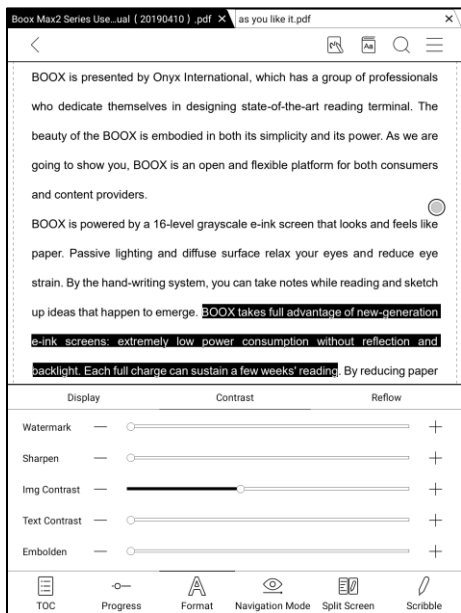 Boox Max2 Series Use...ual ( 20190410 ) .pdf ×
as you like it.pdf ×
Aa
BOOX is presented by Onyx International, which has a group of professionals
who dedicate themselves in designing state-of-the-art reading terminal. The
beauty of the BOOX is embodied in both its simplicity and its power. As we are
going to show you, BOOX is an open and flexible platform for both consumers
and content providers.
BOOX is powered by a 16-level grayscale e-ink screen that looks and feels like
paper. Passive lighting and diffuse surface relax your eyes and reduce eye
strain. By the hand-writing system, you can take notes while reading and sketch
up ideas that happen to emerge. BOOX takes full advantage of new-generation
e-ink screens: extremely low power consumption without reflection and
backlight. Each full charge can sustain a few weeks' reading. By reducing paper
Display Contrast Reflow
Watermark
Sharpen
Img Contrast
Text Contrast
Embolden
TOC Progress Format Navigation Mode Split Screen Scribble